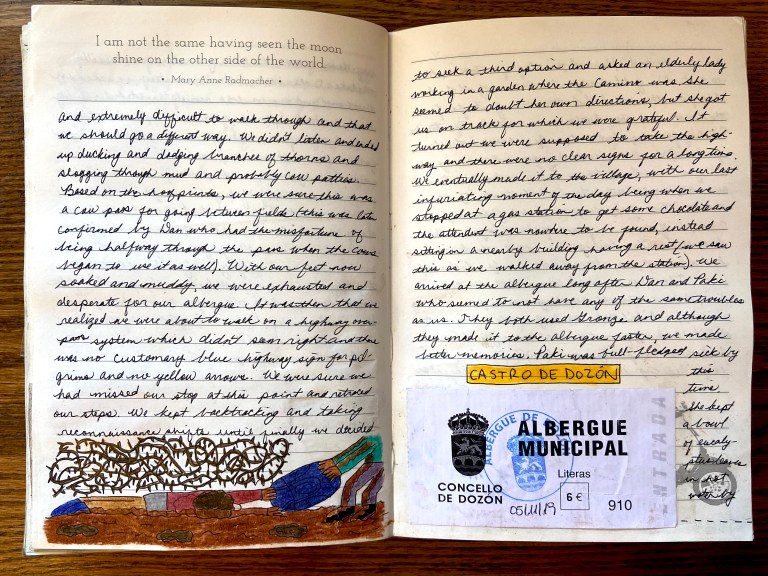 I am not the same having seen the moon
shine on the other side of the world.
• Mary Anne Radmacher •
and extremely difficult to walk through and that
we should go a different way. We didn't listen and ended
up ducking and dodging branches of thorns and
slogging through mud and probably cow patties.
Based on the hoofprints, we were sure this was
a cow pass for going between fields (this was later
confirmed by Dan who had the misfortune of
being halfway through the pass when the cows
began to use it as well). With our feet now
soaked and muddy, we were exhausted and
desperate for our albergue. It was then that we
realized we were about to walk on a highway over-
pass system which didn't seem right and there
was no customary blue highway sign for pil-
grims and no yellow arrows. We were sure we
had missed our stop at this point and retraced
our steps. We kept backtracking and taking
reconnaissance shifts until finally we decided
to seek a third option and asked an elderly lady
working in a garden where the Camino was. She
seemed to doubt her own directions, but she got
us on track for which we were grateful. It
turned out we were supposed to take the high-
way and there were no clear signs for a long time.
We eventually made it to the village, with our last
infuriating moment of the day being when we
stopped at a gas station to get some chocolate and
the attendant was nowhere to be found, instead
sitting in a nearby building having a rest (we saw
this as we walked away from the station). We
arrived at the albergue long after Dan and Paki
who seemed to not have any of the same troubles
as us. They both used Gronze and although
they made it to the albergue faster, we made
better memories. Paki was full-fledged sick by
this
time.
She kept
a bowl
of eucaly-
ptus leaves
in hot
water by
CASTRO DE DOZÓN
CONCELLO
DE DOZÓN
ALBERGUE DE
ALBERGUE
MUNICIPAL
Literas
6 €
910
05/11/19
ENTRADA